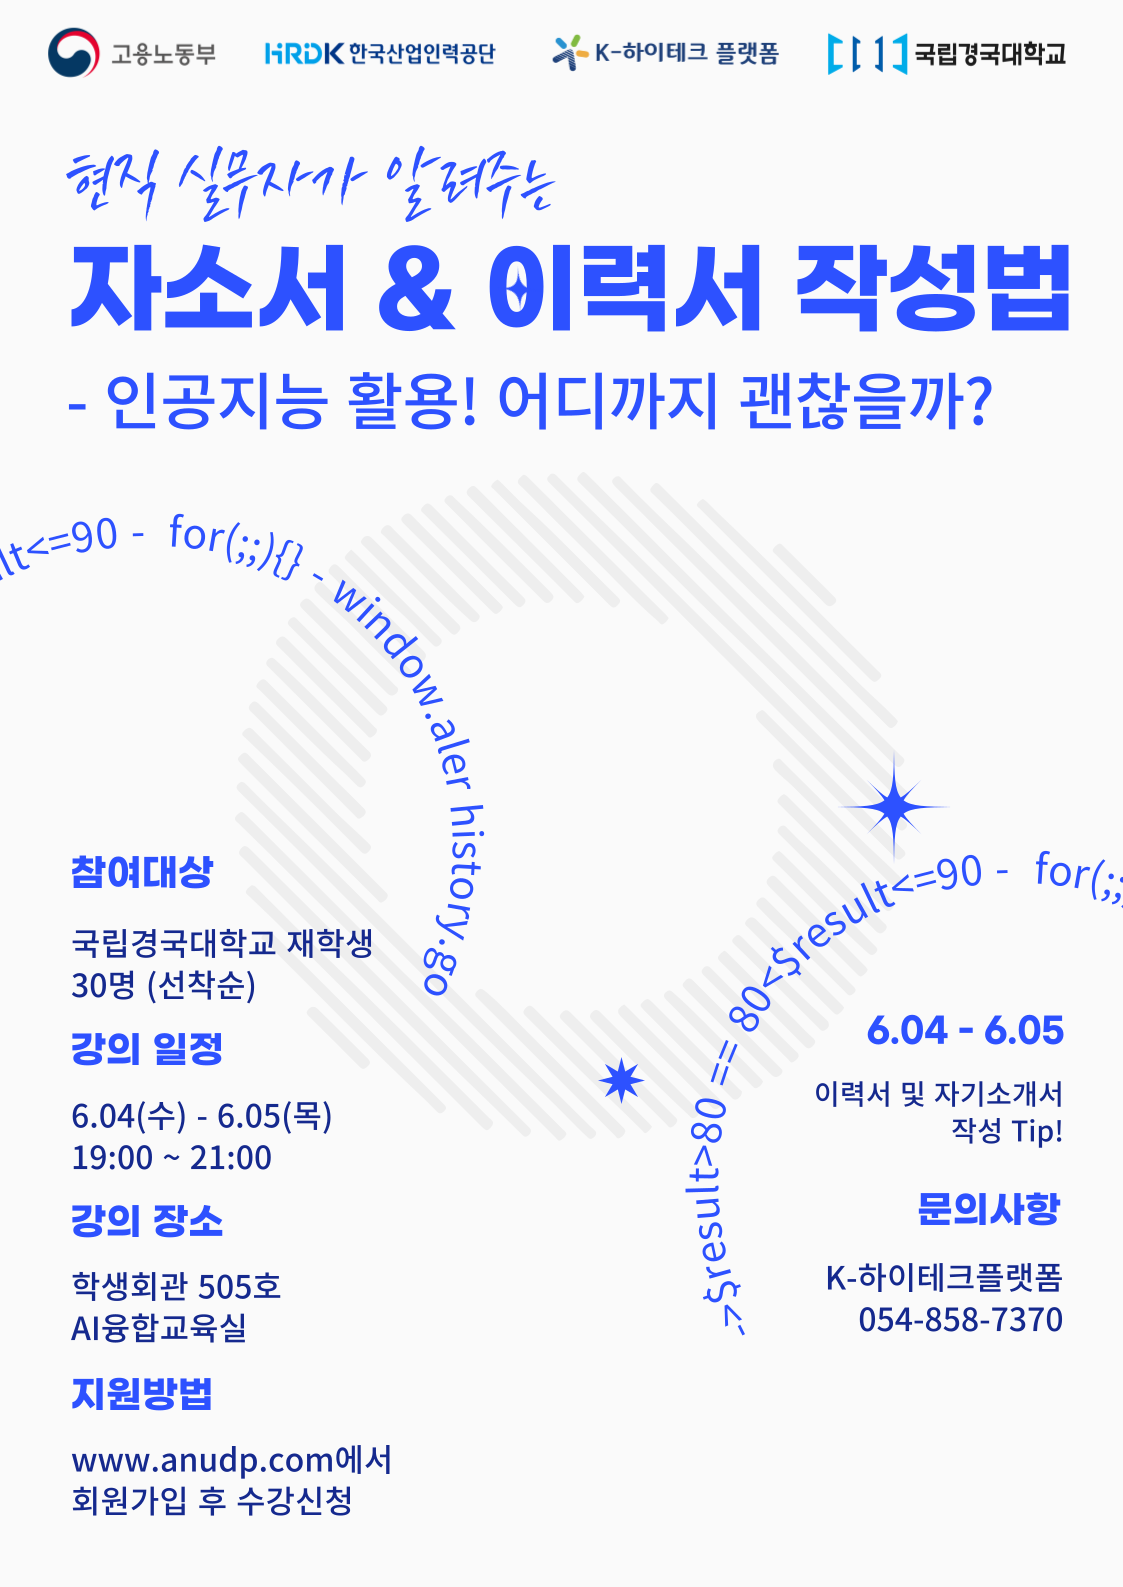 고용노동부
HRDK 한국산업인력공단
K-하이테크 플랫폼
국립경국대학교
현직 실무자가 알려주는
자소서 & 이력서 작성법
- 인공지능 활용! 어디까지 괜찮을까?
lt<=90 - for(;;){} - window.aler history.go
참여대상
국립경국대학교 재학생
30명 (선착순)
강의 일정
6.04(수) - 6.05(목)
19:00 ~ 21:00
강의 장소
학생회관 505호
AI융합교육실
지원방법
www.anudp.com에서
회원가입 후 수강신청
<-$result>80 == 80<$result<=90 - for(;;
6.04 - 6.05
이력서 및 자기소개서
작성 Tip!
문의사항
K-하이테크플랫폼
054-858-7370